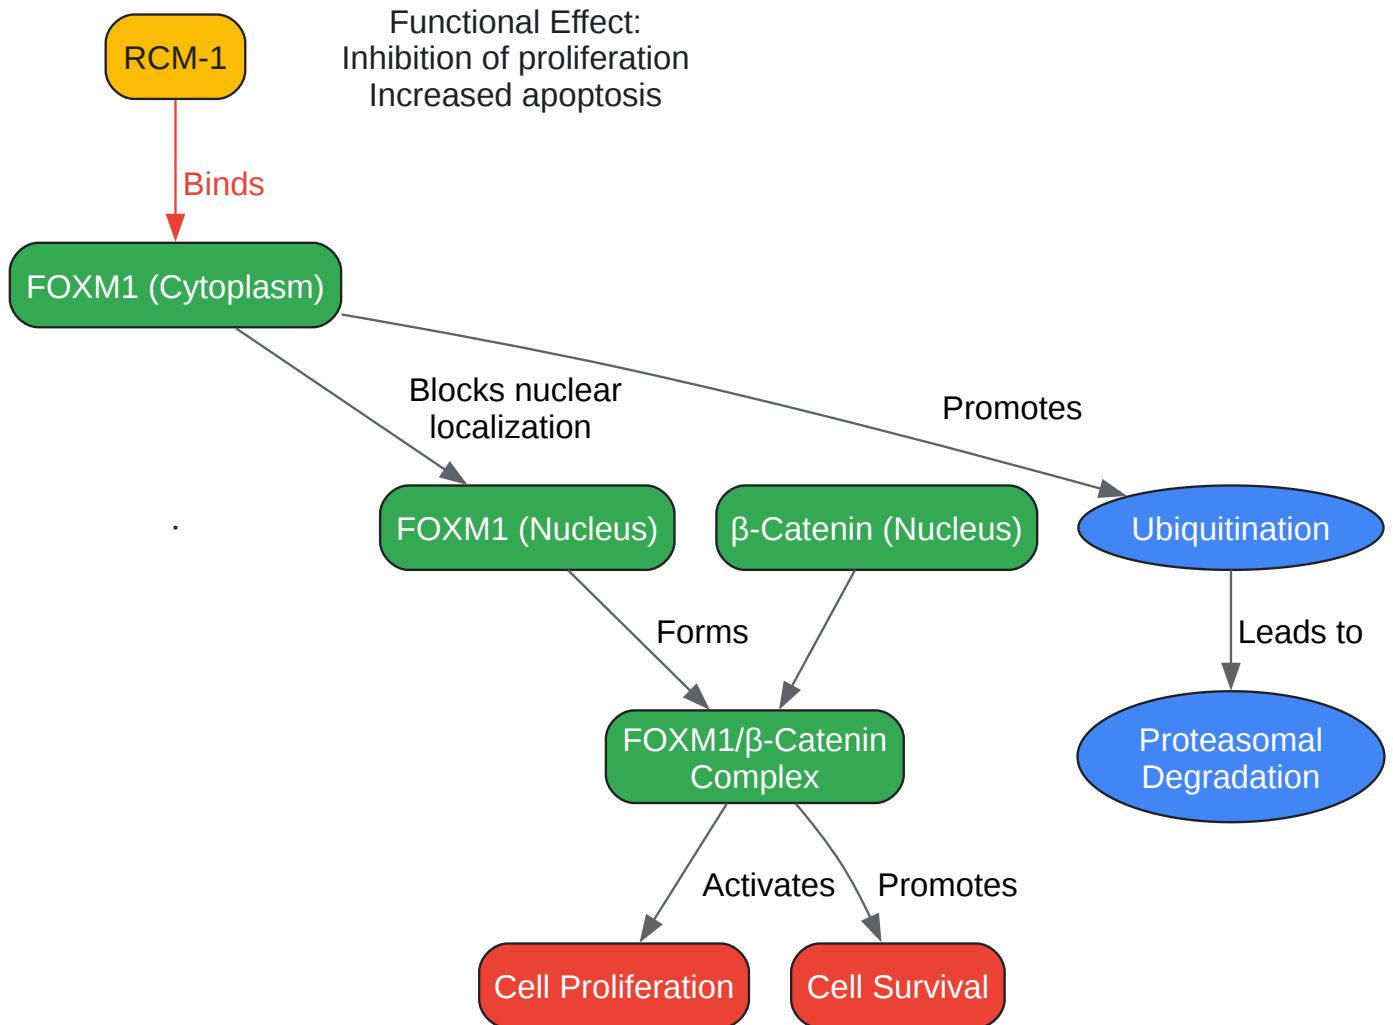 RCM-1
Functional Effect:
Inhibition of proliferation
Increased apoptosis
Binds
FOXM1 (Cytoplasm)
Blocks nuclear
localization
Promotes
FOXM1 (Nucleus)
β-Catenin (Nucleus)
Ubiquitination
Forms
Leads to
FOXM1/β-Catenin
Complex
Proteasomal
Degradation
Activates
Promotes
Cell Proliferation
Cell Survival